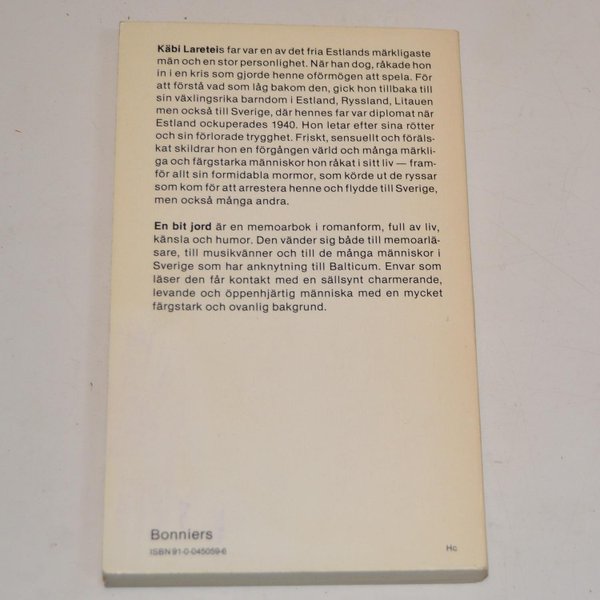 Käbi Lareteis far var en av det fria Estlands märkligaste
män och en stor personlighet. När han dog, råkade hon
in i en kris som gjorde henne oförmögen att spela. För
att förstå vad som låg bakom den, gick hon tillbaka till
sin växlingsrika barndom i Estland, Ryssland, Litauen
men också till Sverige, där hennes far var diplomat när
Estland ockuperades 1940. Hon letar efter sina rötter
och sin förlorade trygghet. Friskt, sensuellt och föräls-
kat skildrar hon en förgången värld och många märkli-
ga och färgstarka människor hon råkat i sitt liv — fram-
för allt sin formidabla mormor, som körde ut de ryssar
som kom för att arrestera henne och flydde till Sverige,
men också många andra.
En bit jord är en memoarbok i romanform, full av liv,
känsla och humor. Den vänder sig både till memoarlä-
sare, till musikvänner och till de många människor i
Sverige som har anknytning till Balticum. Envar som
läser den får kontakt med en sällsynt charmerande,
levande och öppenhjärtig människa med en mycket
färgstark och ovanlig bakgrund.
Bonniers
ISBN 91-0-045059-6
Hc